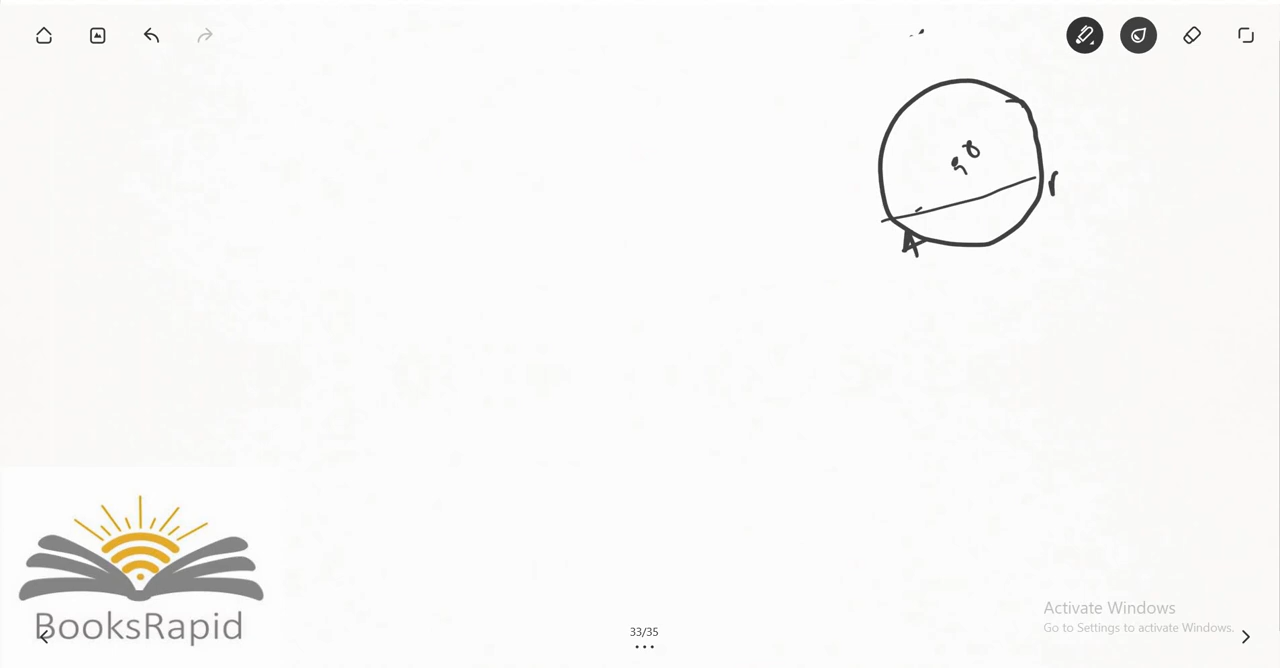 A
BooksRapid
33/35
Activate Windows
Go to Settings to activate Windows.